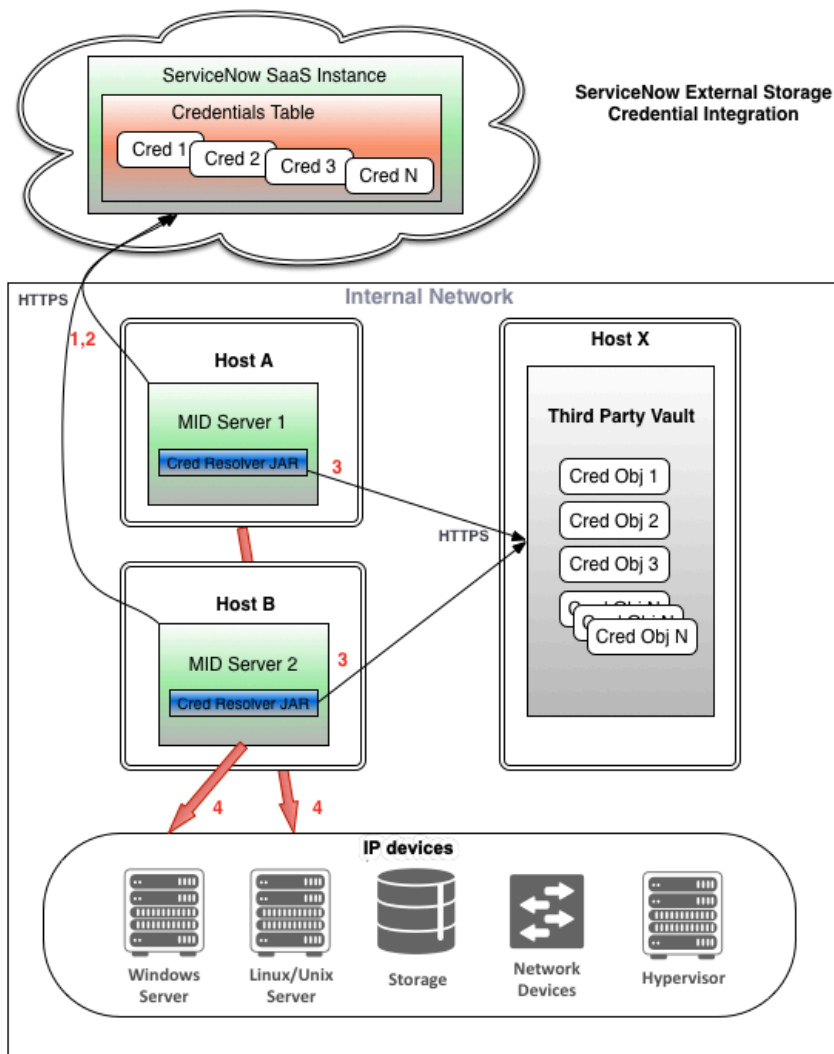 ServiceNow SaaS Instance
Credentials Table
Cred 1
Cred 2
Cred 3
Cred N
ServiceNow External Storage
Credential Integration
Internal Network
HTTPS
1,2
Host A
MID Server 1
Cred Resolver JAR
3
Host X
Third Party Vault
Cred Obj 1
Cred Obj 2
Cred Obj 3
Cred Obj N
HTTPS
Host B
MID Server 2
Cred Resolver JAR
3
4
4
IP devices
Windows
Server
Linux/Unix
Server
Storage
Network
Devices
Hypervisor